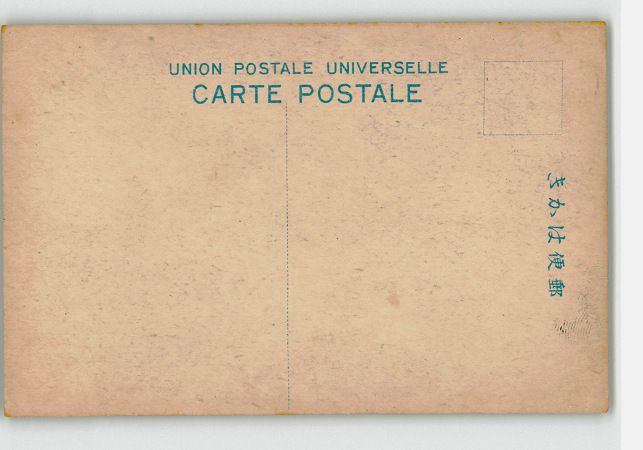 UNION POSTALE UNIVERSELLE
CARTE POSTALE
郵便はかき